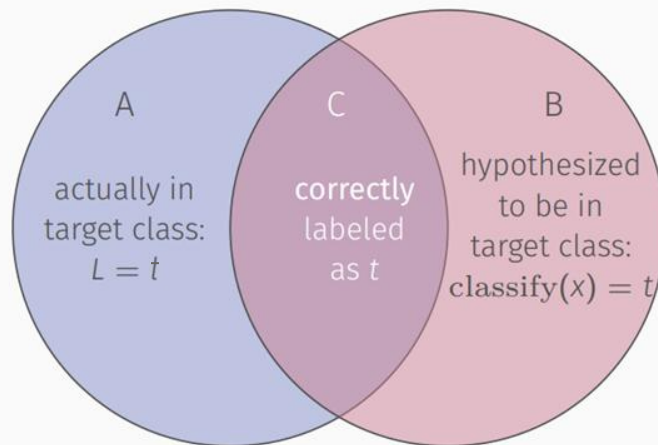 A
actually in
target class:
L = t
C
correctly
labeled
as t
B
hypothesized
to be in
target class:
classify(x) = t